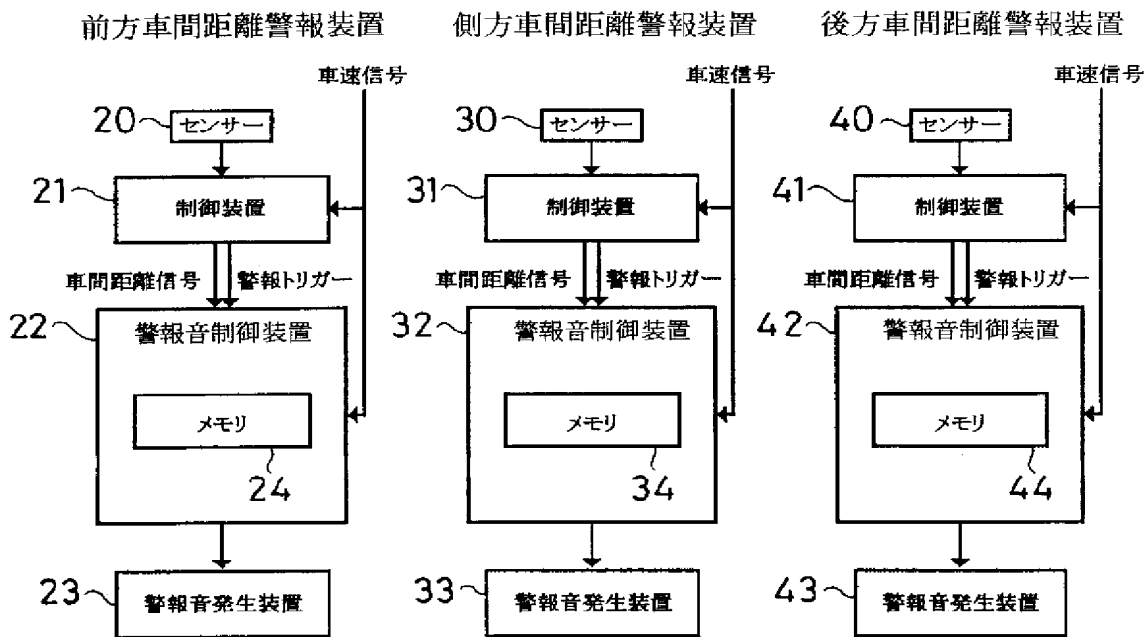 前方車間距離警報装置
側方車間距離警報装置
後方車間距離警報装置
車速信号
車速信号
車速信号
20
センサー
30
センサー
40
センサー
21
制御装置
31
制御装置
41
制御装置
車間距離信号
警報トリガー
車間距離信号
警報トリガー
車間距離信号
警報トリガー
22
警報音制御装置
32
警報音制御装置
42
警報音制御装置
メモリ
メモリ
メモリ
24
34
44
23
警報音発生装置
33
警報音発生装置
43
警報音発生装置